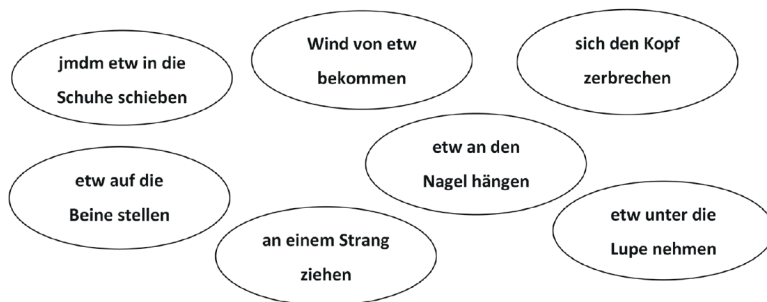 jmdm etw in die
Schuhe schieben
Wind von etw
bekommen
sich den Kopf
zerbrechen
etw auf die
Beine stellen
etw an den
Nagel hängen
an einem Strang
ziehen
etw unter die
Lupe nehmen